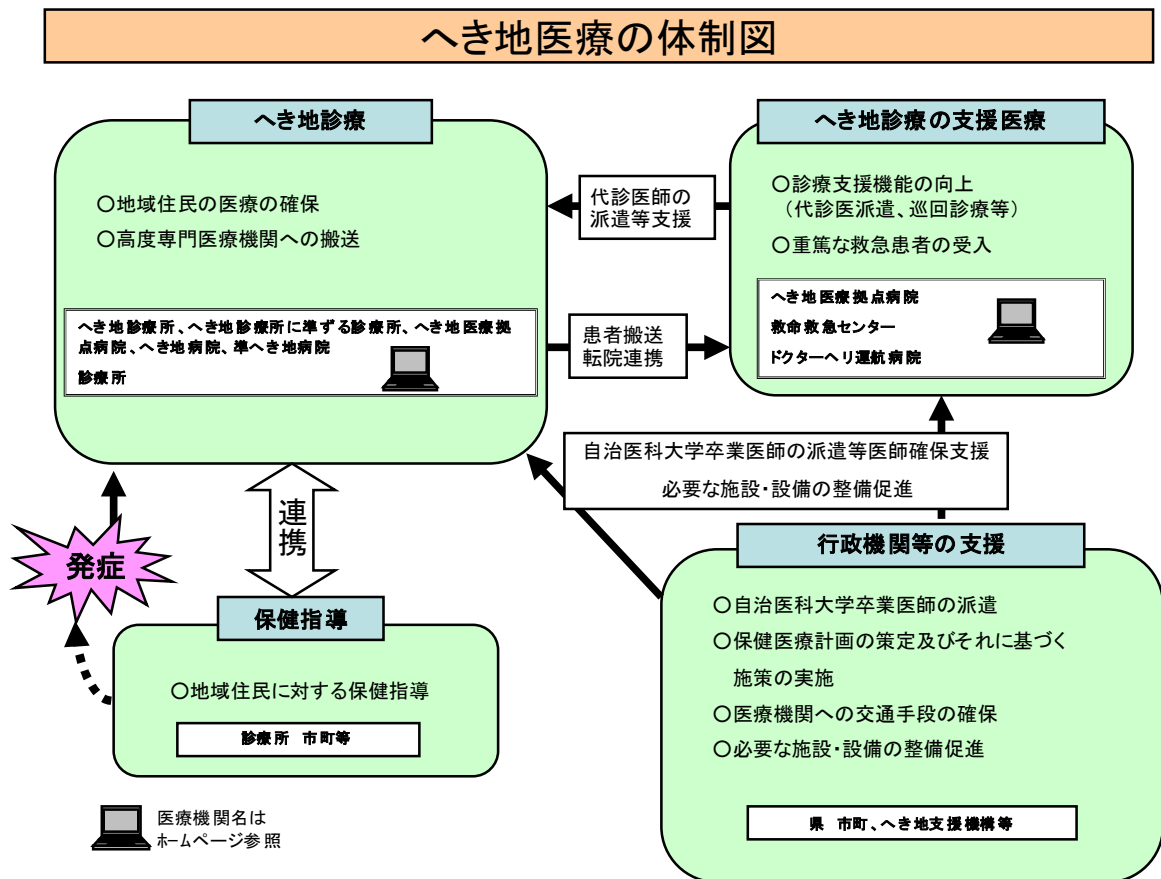 へき地医療の体制図
へき地診療
○地域住民の医療の確保
○高度専門医療機関への搬送
へき地診療所、へき地診療所に準ずる診療所、へき地医療拠
点病院、へき地病院、準へき地病院
診療所
代診医師の
派遣等支援
患者搬送
転院連携
へき地診療の支援医療
○診療支援機能の向上
（代診医派遣、巡回診療等）
○重篤な救急患者の受入
へき地医療拠点病院
救命救急センター
ドクターヘリ運航病院
自治医科大学卒業医師の派遣等医師確保支援
必要な施設・設備の整備促進
発症
連携
保健指導
○地域住民に対する保健指導
診療所　市町等
行政機関等の支援
○自治医科大学卒業医師の派遣
○保健医療計画の策定及びそれに基づく
施策の実施
○医療機関への交通手段の確保
○必要な施設・設備の整備促進
県　市町、へき地支援機構等
医療機関名は
ホームページ参照